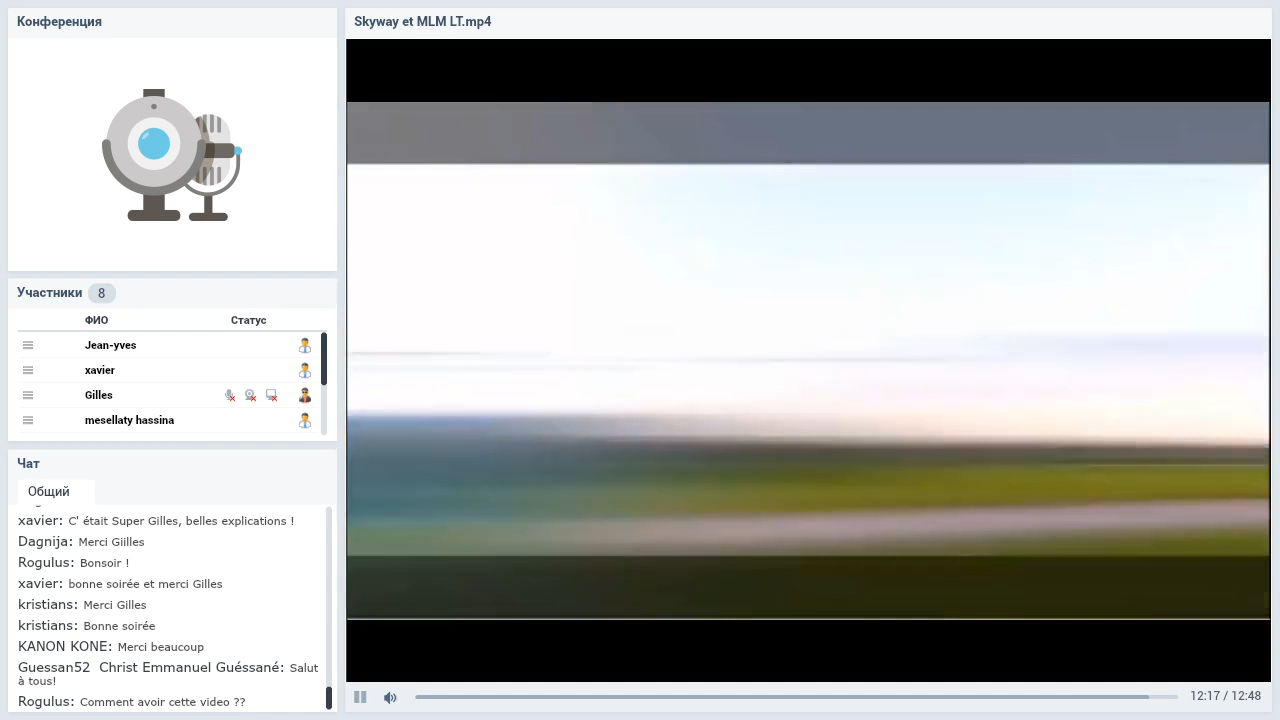 Конференция
Skyway et MLM LT.mp4
Участники 8
ФИО Статус
Jean-yves
xavier
Gilles
mesellaty hassina
Чат
Общий
xavier: C' était Super Gilles, belles explications !
Dagnija: Merci Giilles
Rogulus: Bonsoir !
xavier: bonne soirée et merci Gilles
kristians: Merci Gilles
kristians: Bonne soirée
KANON KONE: Merci beaucoup
Guessan52 Christ Emmanuel Guéssané: Salut
à tous!
Rogulus: Comment avoir cette video ??
12:17 / 12:48